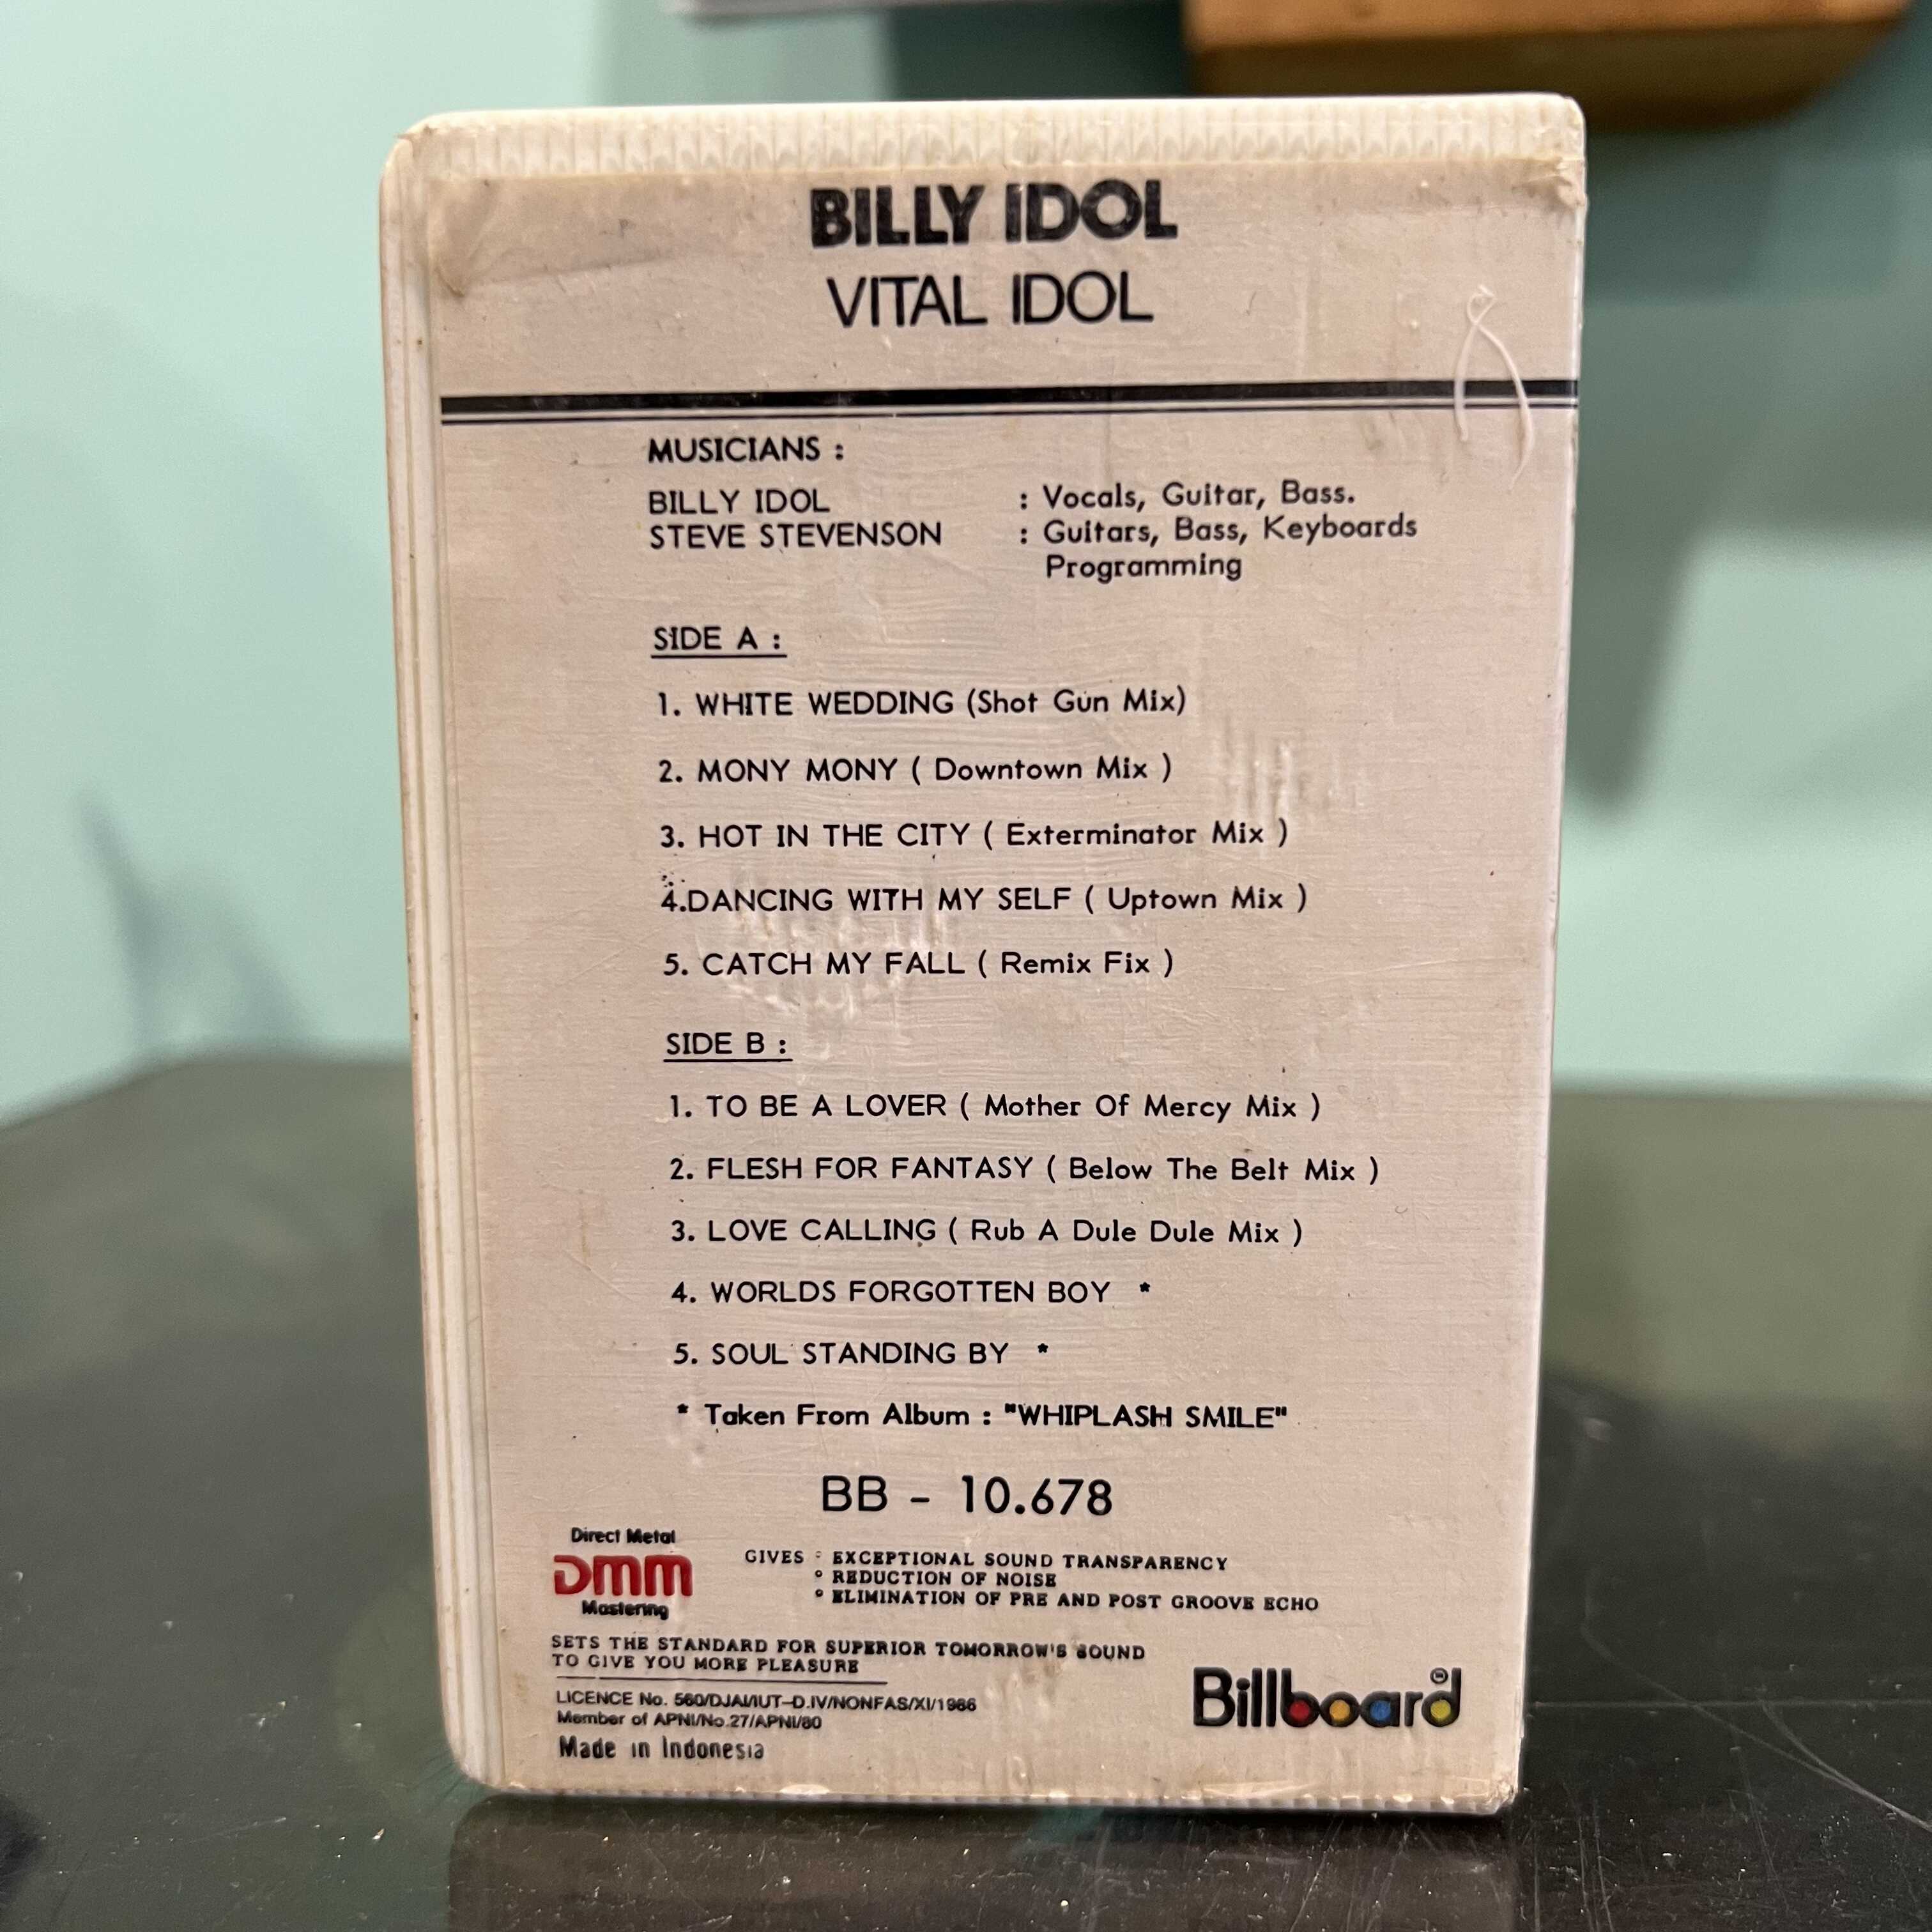 BILLY IDOL
VITAL IDOL
MUSICIANS :
BILLY IDOL : Vocals, Guitar, Bass.
STEVE STEVENSON : Guitars, Bass, Keyboards
Programming
SIDE A :
1. WHITE WEDDING (Shot Gun Mix)
2. MONY MONY ( Downtown Mix )
3. HOT IN THE CITY ( Exterminator Mix )
4.DANCING WITH MY SELF ( Uptown Mix )
5. CATCH MY FALL ( Remix Fix )
SIDE B :
1. TO BE A LOVER ( Mother Of Mercy Mix )
2. FLESH FOR FANTASY ( Below The Belt Mix )
3. LOVE CALLING ( Rub A Dule Dule Mix )
4. WORLDS FORGOTTEN BOY *
5. SOUL STANDING BY *
* Taken From Album : "WHIPLASH SMILE"
BB - 10.678
Direct Metal
DMM
Mastering
GIVES ° EXCEPTIONAL SOUND TRANSPARENCY
° REDUCTION OF NOISE
° ELIMINATION OF PRE AND POST GROOVE ECHO
SETS THE STANDARD FOR SUPERIOR TOMORROW'S SOUND
TO GIVE YOU MORE PLEASURE
LICENCE No. 560/DJAI/IUT-D.IV/NONFAS/XI/1986
Member of APNI/No.27/APNI/80
Made in Indonesia
Billboard